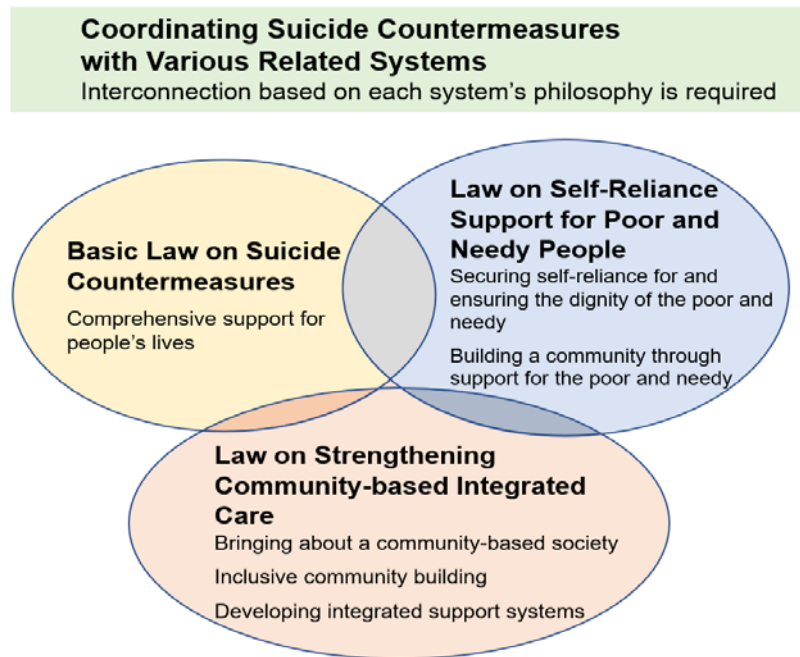 Coordinating Suicide Countermeasures
with Various Related Systems
Interconnection based on each system's philosophy is required
Basic Law on Suicide
Countermeasures
Comprehensive support for
people's lives
Law on Self-Reliance
Support for Poor and
Needy People
Securing self-reliance for and
ensuring the dignity of the poor and
needy
Building a community through
support for the poor and needy
Law on Strengthening
Community-based Integrated
Care
Bringing about a community-based society
Inclusive community building
Developing integrated support systems